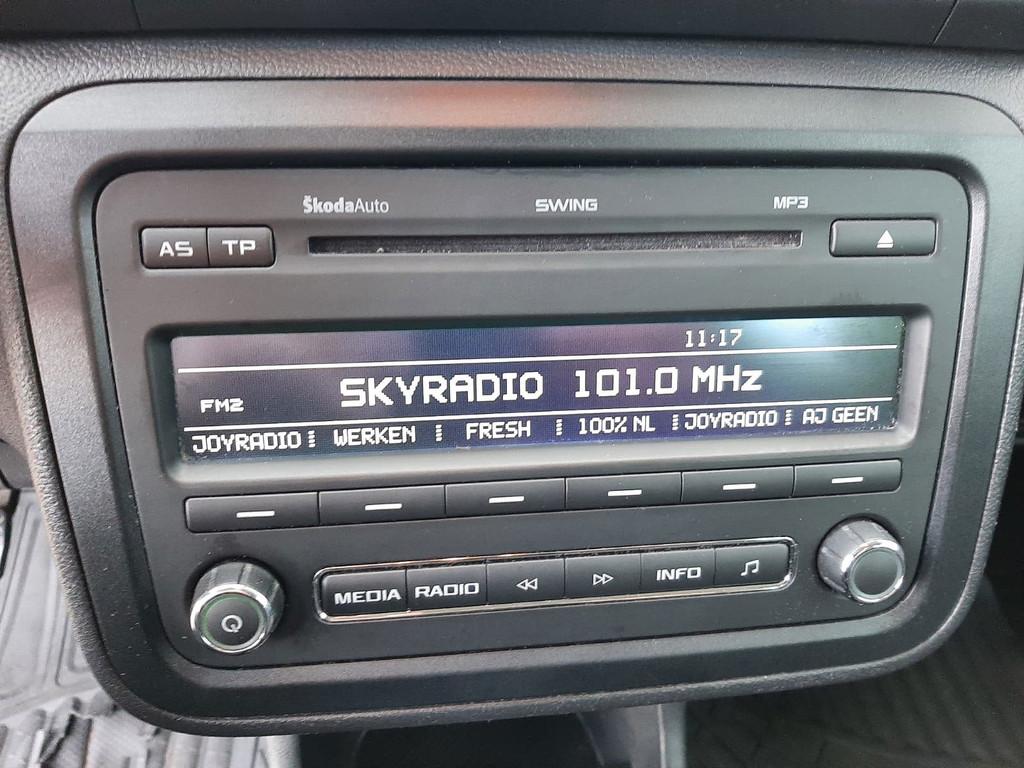 ŠkodaAuto SWING MP3
AS TP
11:17
FM2 SKYRADIO 101.0 MHz
JOYRADIO WERKEN FRESH 100% NL JOYRADIO AJ GEEN
MEDIA RADIO INFO